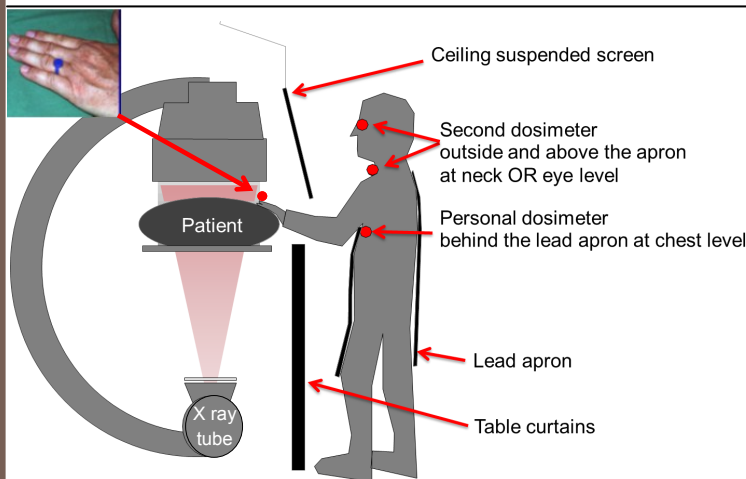 Ceiling suspended screen
Second dosimeter
outside and above the apron
at neck OR eye level
Patient
Personal dosimeter
behind the lead apron at chest level
Lead apron
X ray
tube
Table curtains